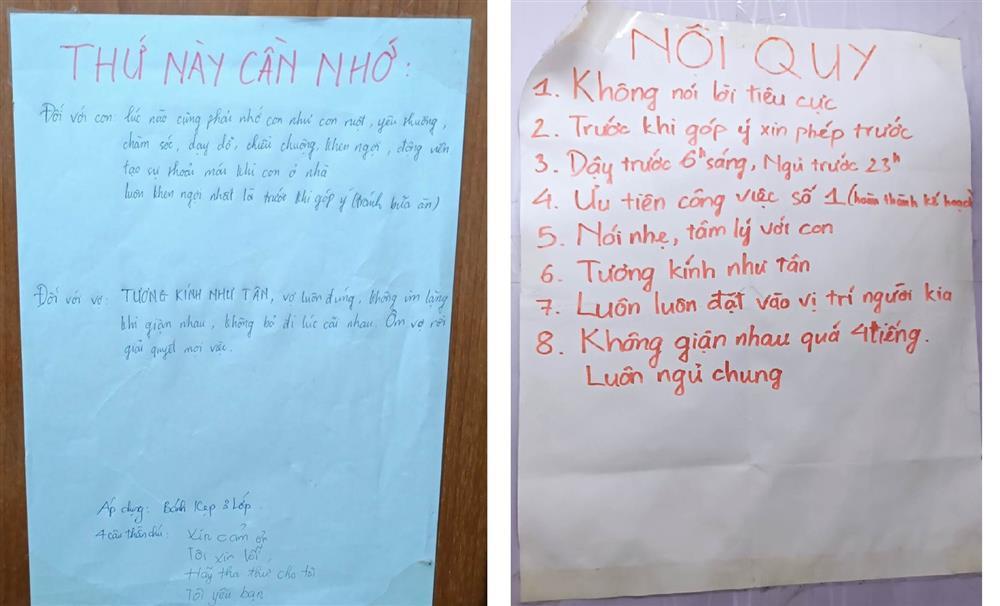 THỨ NÀY CẦN NHỚ:
Đối với con: lúc nào cũng phải nhớ con như con ruột, yêu thương,
chăm sóc, dạy dỗ, chiều chuộng, khen ngợi, động viên
tạo sự thoải mái khi con ở nhà
luôn khen ngợi nhất là trước khi góp ý (tránh bữa ăn)
Đối với vợ: TƯƠNG KÍNH NHƯ TÂN, vợ luôn đúng, không im lặng
khi giận nhau, không bỏ đi lúc cãi nhau. Ôm vợ rồi
giải quyết mọi việc.
Áp dụng: Bánh kẹp 3 lớp.
4 câu thần chú: Xin cảm ơn
Tôi xin lỗi
Hãy tha thứ cho tôi
Tôi yêu bạn
NÔI QUY
1. Không nói lời tiêu cực
2. Trước khi góp ý xin phép trước
3. Dậy trước 6h sáng, Ngủ trước 23h
4. Ưu tiên công việc số 1 (hoàn thành kế hoạch
5. Nói nhẹ, tâm lý với con
6. Tương kính như tân
7. Luôn luôn đặt vào vị trí người kia
8. Không giận nhau quá 4 tiếng.
Luôn ngủ chung